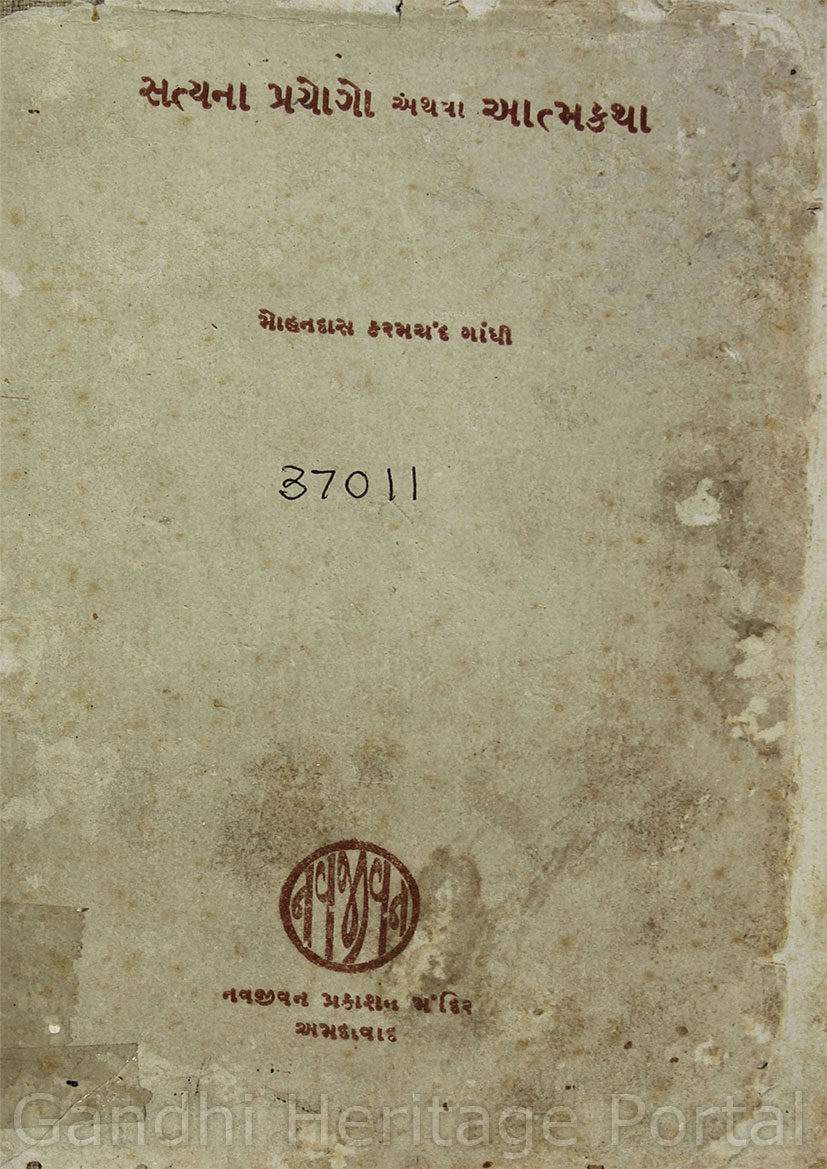 સત્યના પ્રયોગો અથવા આત્મકથા
મોહનદાસ કરમચંદ ગાંધી
37011
નવજીવન
નવજીવન પ્રકાશન મંદિર
અમદાવાદ
Gandhi Heritage Portal